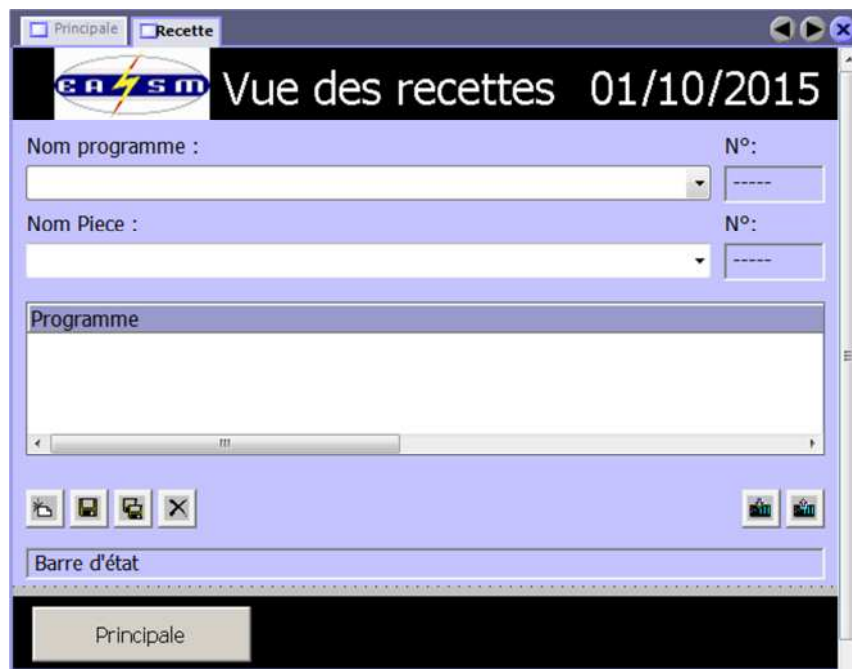 Principale
Recette
EASM
Vue des recettes 01/10/2015
Nom programme :
N°:
-----
Nom Piece :
N°:
-----
Programme
Barre d'état
Principale